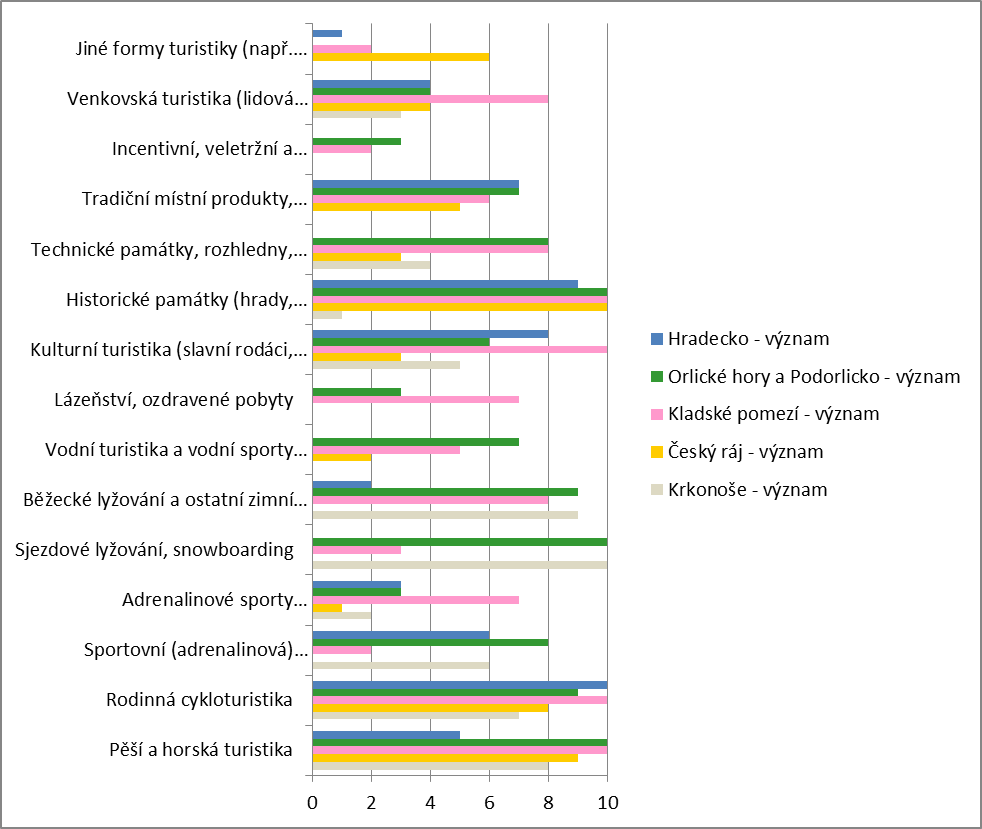 Jiné formy turistiky (např....
Venkovská turistika (lidová...
Incentivní, veletržní a...
Tradiční místní produkty,...
Technické památky, rozhledny,...
Historické památky (hrady,...
Kulturní turistika (slavní rodáci,...
Lázeňství, ozdravené pobyty
Vodní turistika a vodní sporty...
Běžecké lyžování a ostatní zimní...
Sjezdové lyžování, snowboarding
Adrenalinové sporty...
Sportovní (adrenalinová)...
Rodinná cykloturistika
Pěší a horská turistika
0 2 4 6 8 10
Hradecko - význam
Orlické hory a Podorlicko - význam
Kladské pomezí - význam
Český ráj - význam
Krkonoše - význam